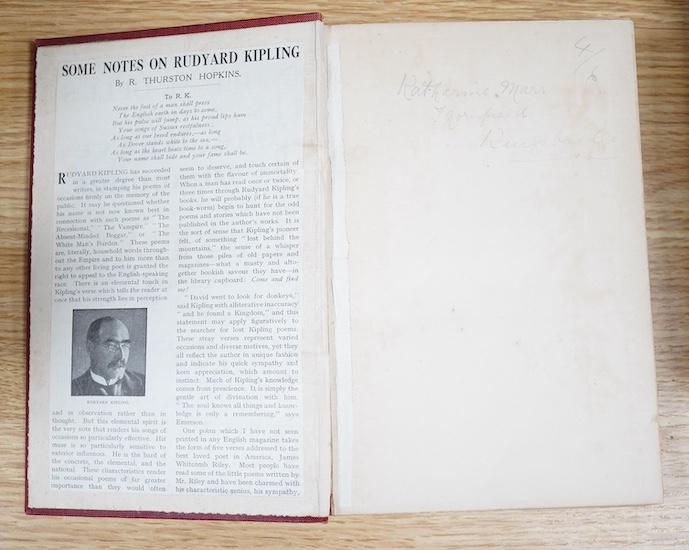 SOME NOTES ON RUDYARD KIPLING
By R. THURSTON HOPKINS.
To R. K.
Never the foot of a man shall press
The English earth in days to come,
But his pulse will jump, as his proud lips hum
Your songs of Sussex restfulness;
As long as our breed endures,—as long
As Dover stands white to the sea,—
As long as the heart beats time to a song,
Your name shall bide and your fame shall be.
RUDYARD KIPLING has succeeded
in a greater degree than most
writers, in stamping his poems of
occasions firmly on the memory of the
public. It may be questioned whether
his name is not now known best in
connection with such poems as "The
Recessional," "The Vampire," "The
Absent-Minded Beggar," or "The
White Man's Burden." These poems
are, literally, household words through-
out the Empire and to him more than
to any other living poet is granted the
right to appeal to the English-speaking
race. There is an elemental touch in
Kipling's verse which tells the reader at
once that his strength lies in perception
RUDYARD KIPLING.
and in observation rather than in
thought. But this elemental spirit is
the very note that renders his songs of
occasions so particularly effective. His
muse is so particularly sensitive to
exterior influences. He is the bard of
the concrete, the elemental, and the
national. These characteristics render
his occasional poems of far greater
importance than they would often
seem to deserve, and touch certain of
them with the flavour of immortality
When a man has read once or twice, or
three times through Rudyard Kipling's
books, he will probably (if he is a true
book-worm) begin to hunt for the odd
poems and stories which have not been
published in the author's works. It is
the sort of sense that Kipling's pioneer
felt, of something "lost behind the
mountains," the sense of a whisper
from those piles of old papers and
magazines—what a musty and alto-
gether bookish savour they have—in
the library cupboard: Come and find
me!
"David went to look for donkeys,"
said Kipling with alliterative inaccuracy
"and he found a Kingdom," and this
statement may apply figuratively to
the searcher for lost Kipling poems.
These stray verses represent varied
occasions and diverse motives, yet they
all reflect the author in unique fashion
and indicate his quick sympathy and
keen appreciation, which amount to
instinct. Much of Kipling's knowledge
comes from prescience. It is simply the
gentle art of divination with him.
"The soul knows all things and know-
ledge is only a remembering," says
Emerson.
One poem which I have not seen
printed in any English magazine takes
the form of five verses addressed to the
best loved poet in America, James
Whitcomb Riley. Most people have
read some of the little poems written by
Mr. Riley and have been charmed with
his characteristic genius, his sympathy,
4/6
Katharine Marr